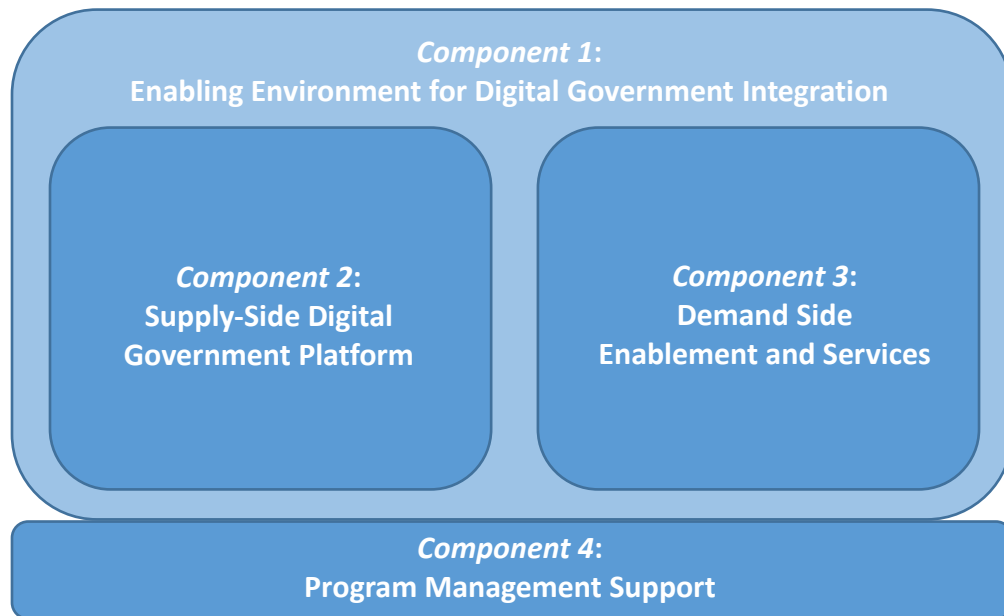 Component 1:
Enabling Environment for Digital Government Integration
Component 2:
Supply-Side Digital
Government Platform
Component 3:
Demand Side
Enablement and Services
Component 4:
Program Management Support